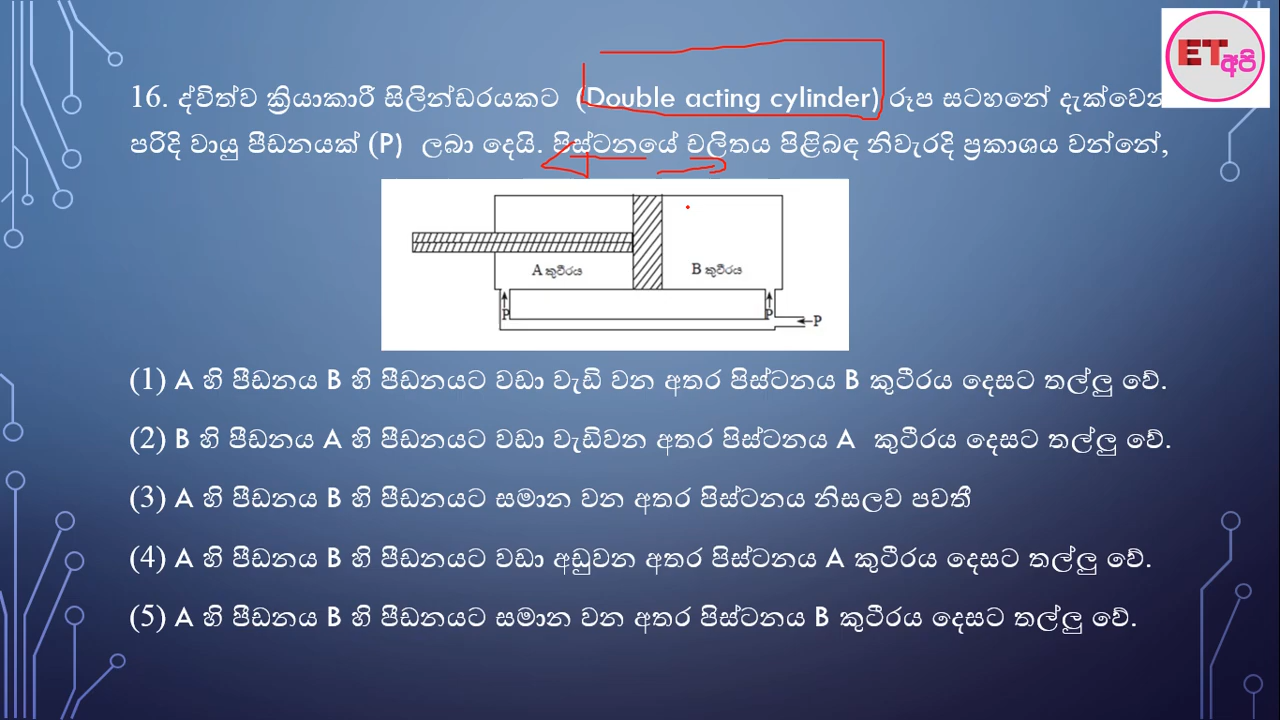 ET
අපි
16. ද්විත්ව ක්‍රියාකාරී සිලින්ඩරයකට (Double acting cylinder) රූප සටහනේ දැක්වෙන
පරිදි වායු පීඩනයක් (P) ලබා දෙයි. පිස්ටනයේ චලිතය පිළිබඳ නිවැරදි ප්‍රකාශය වන්නේ,
A කුටීරය B කුටීරය
P P P
(1) A හි පීඩනය B හි පීඩනයට වඩා වැඩි වන අතර පිස්ටනය B කුටීරය දෙසට තල්ලු වේ.
(2) B හි පීඩනය A හි පීඩනයට වඩා වැඩිවන අතර පිස්ටනය A කුටීරය දෙසට තල්ලු වේ.
(3) A හි පීඩනය B හි පීඩනයට සමාන වන අතර පිස්ටනය නිසලව පවතී
(4) A හි පීඩනය B හි පීඩනයට වඩා අඩුවන අතර පිස්ටනය A කුටීරය දෙසට තල්ලු වේ.
(5) A හි පීඩනය B හි පීඩනයට සමාන වන අතර පිස්ටනය B කුටීරය දෙසට තල්ලු වේ.